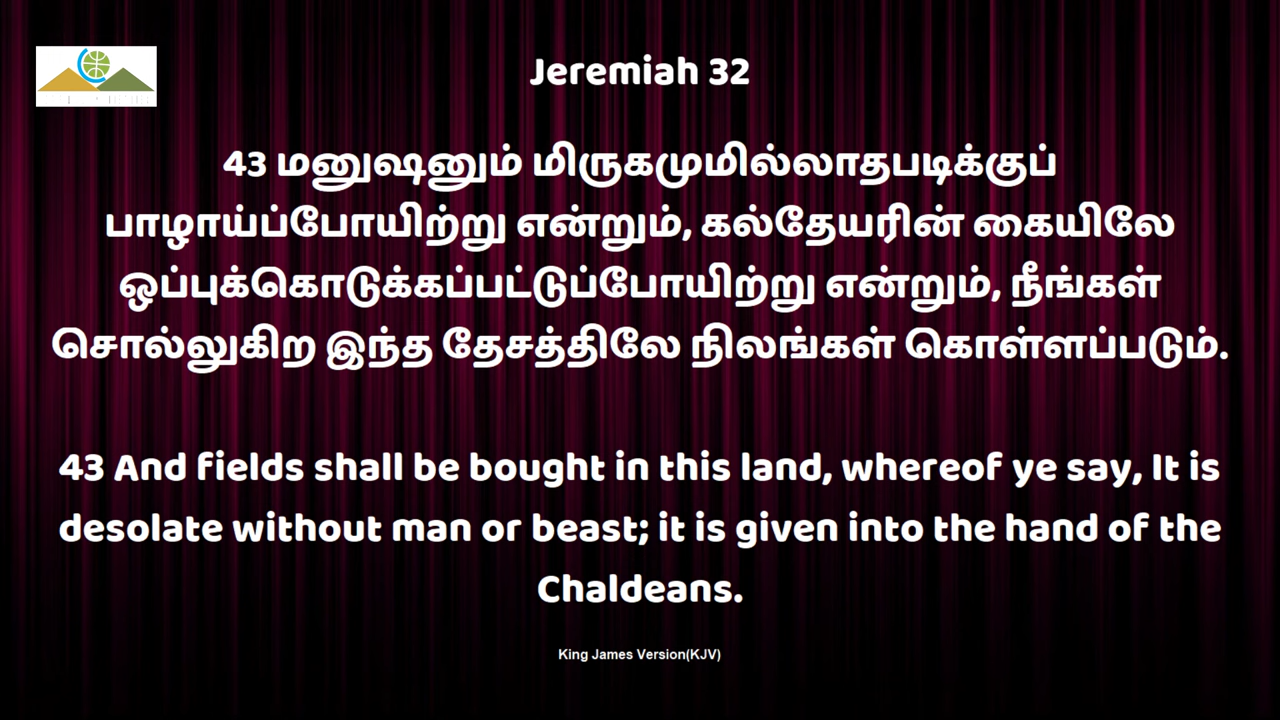 Jeremiah 32
43 மனுஷனும் மிருகமுமில்லாதபடிக்குப்
பாழாய்ப்போயிற்று என்றும், கல்தேயரின் கையிலே
ஒப்புக்கொடுக்கப்பட்டுப்போயிற்று என்றும், நீங்கள்
சொல்லுகிற இந்த தேசத்திலே நிலங்கள் கொள்ளப்படும்.
43 And fields shall be bought in this land, whereof ye say, It is
desolate without man or beast; it is given into the hand of the
Chaldeans.
King James Version(KJV)